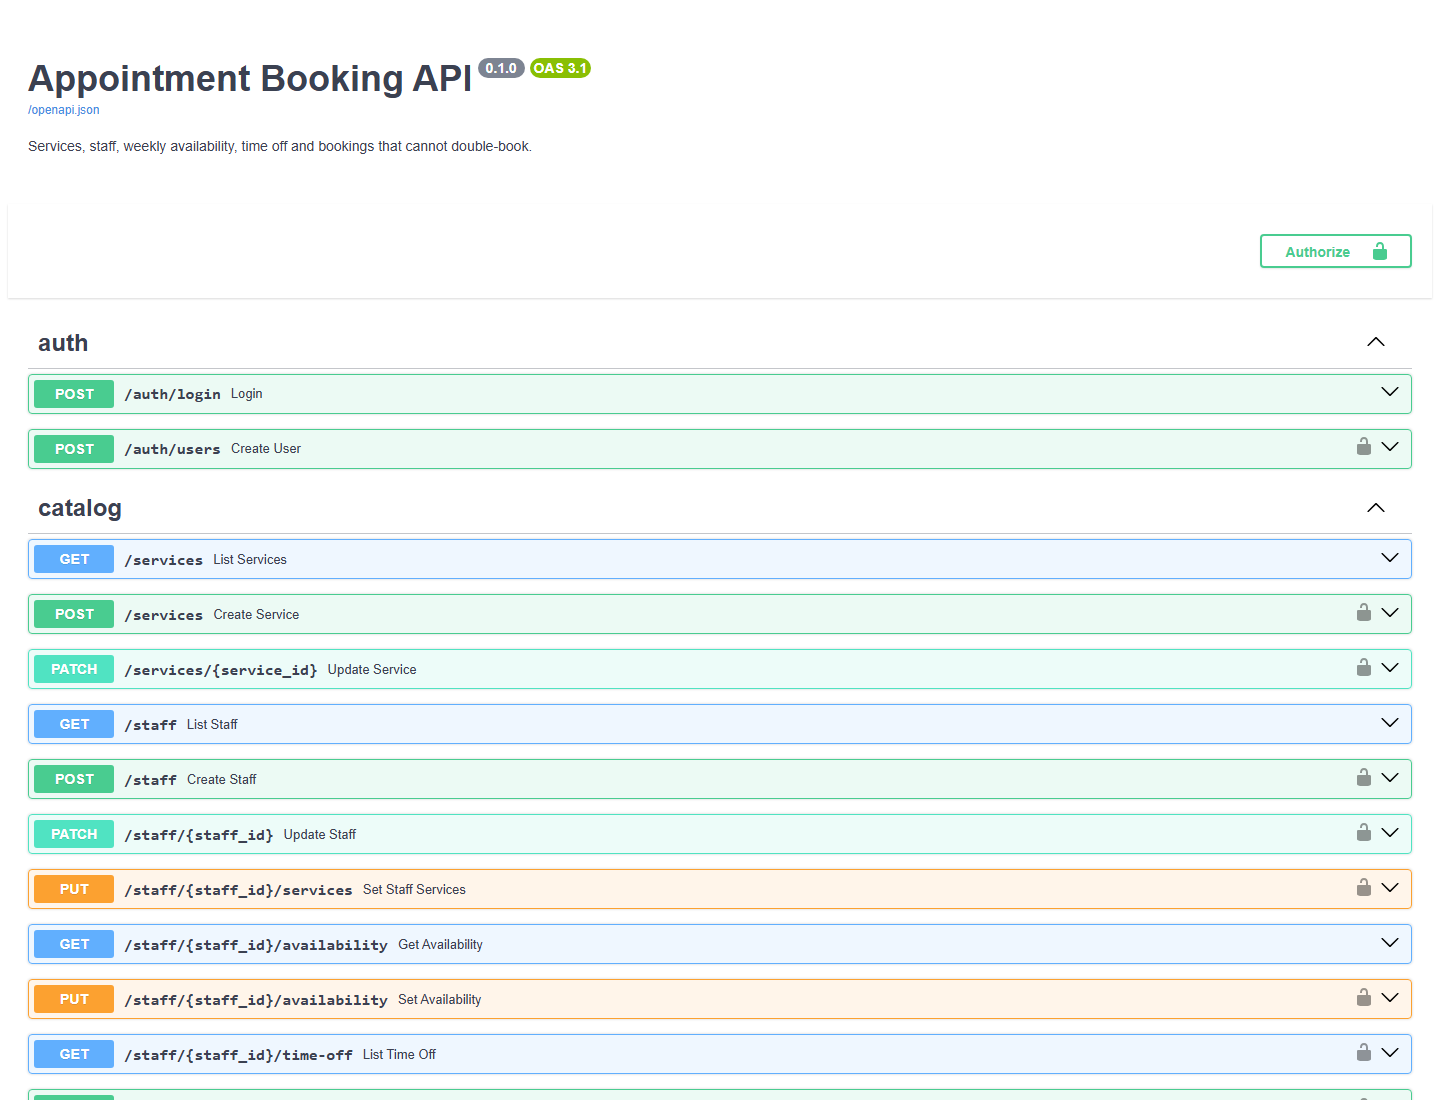 Appointment Booking API 0.1.0 OAS 3.1
/openapi.json
Services, staff, weekly availability, time off and bookings that cannot double-book.
Authorize
auth
POST /auth/login Login
POST /auth/users Create User
catalog
GET /services List Services
POST /services Create Service
PATCH /services/{service_id} Update Service
GET /staff List Staff
POST /staff Create Staff
PATCH /staff/{staff_id} Update Staff
PUT /staff/{staff_id}/services Set Staff Services
GET /staff/{staff_id}/availability Get Availability
PUT /staff/{staff_id}/availability Set Availability
GET /staff/{staff_id}/time-off List Time Off